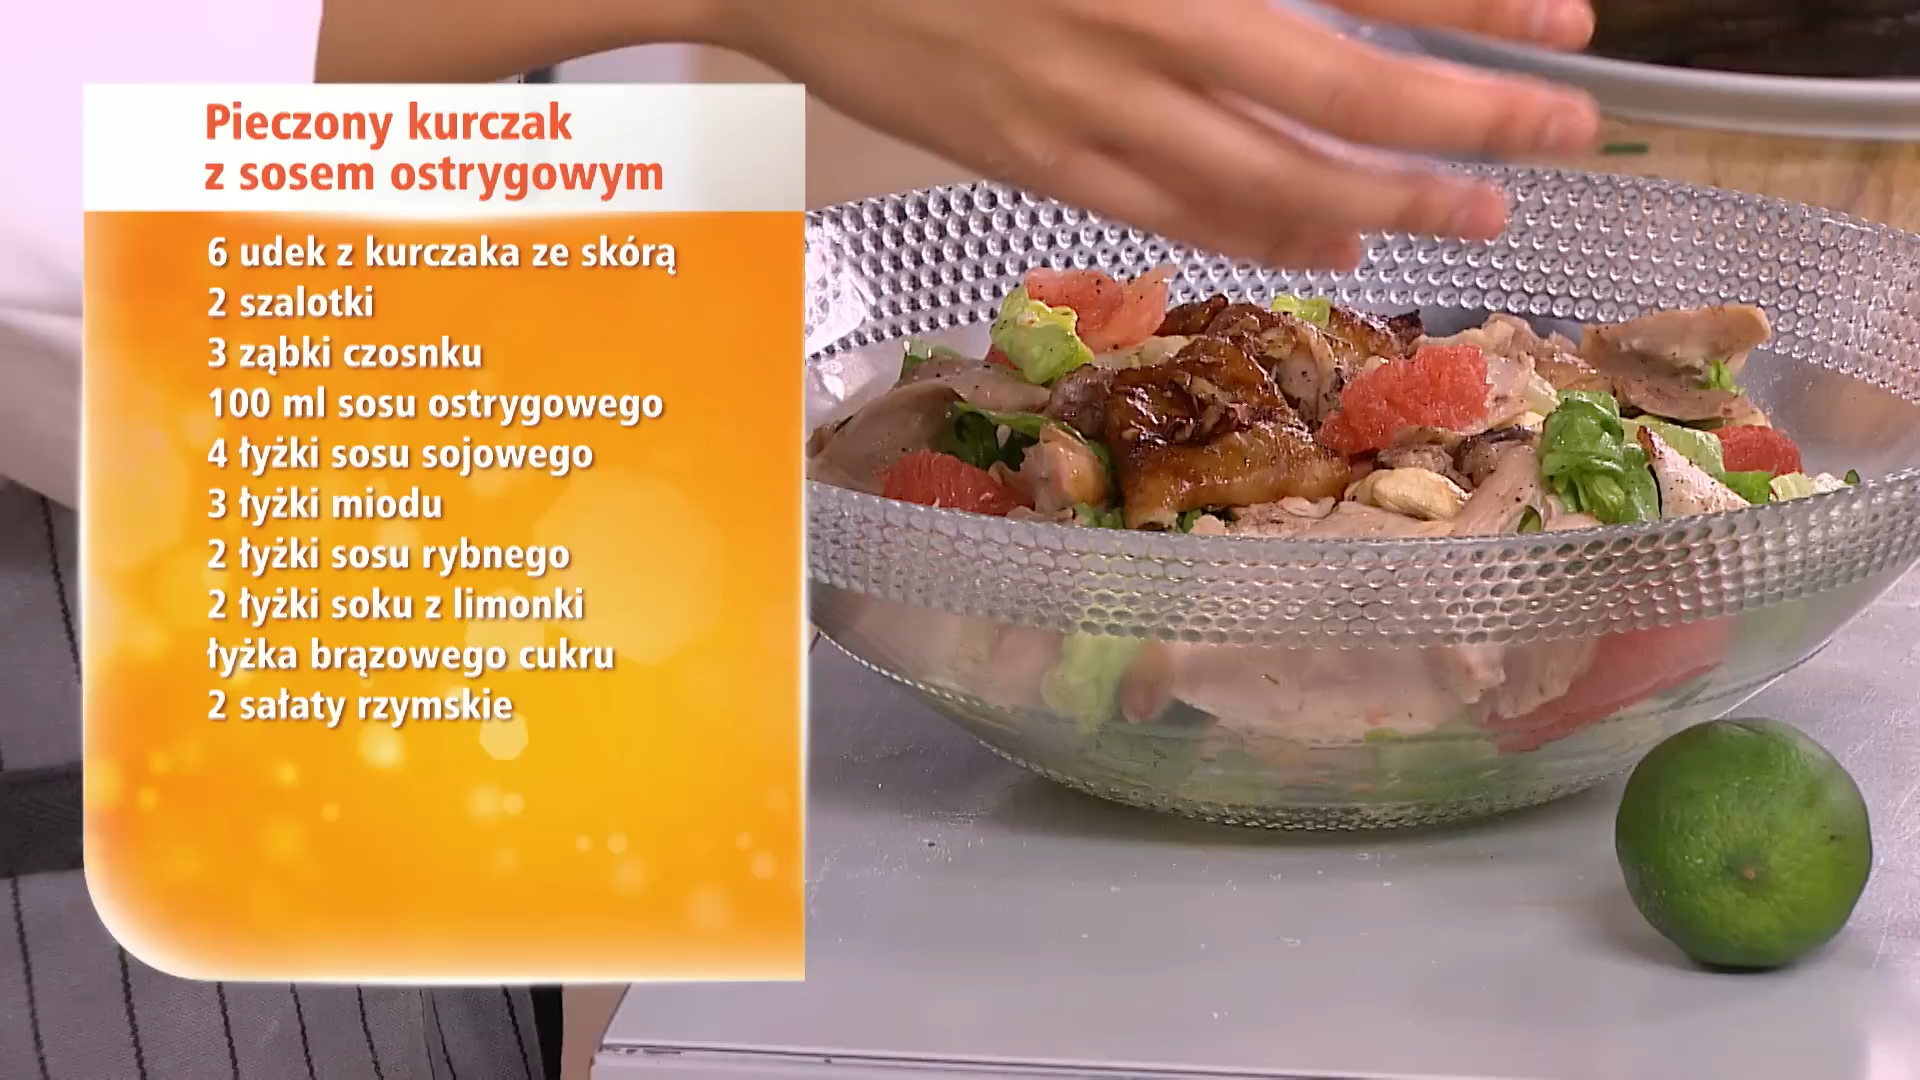 Pieczony kurczak
z sosem ostrygowym
6 udek z kurczaka ze skórą
2 szalotki
3 ząbki czosnku
100 ml sosu ostrygowego
4 łyżki sosu sojowego
3 łyżki miodu
2 łyżki sosu rybnego
2 łyżki soku z limonki
łyżka brązowego cukru
2 sałaty rzymskie